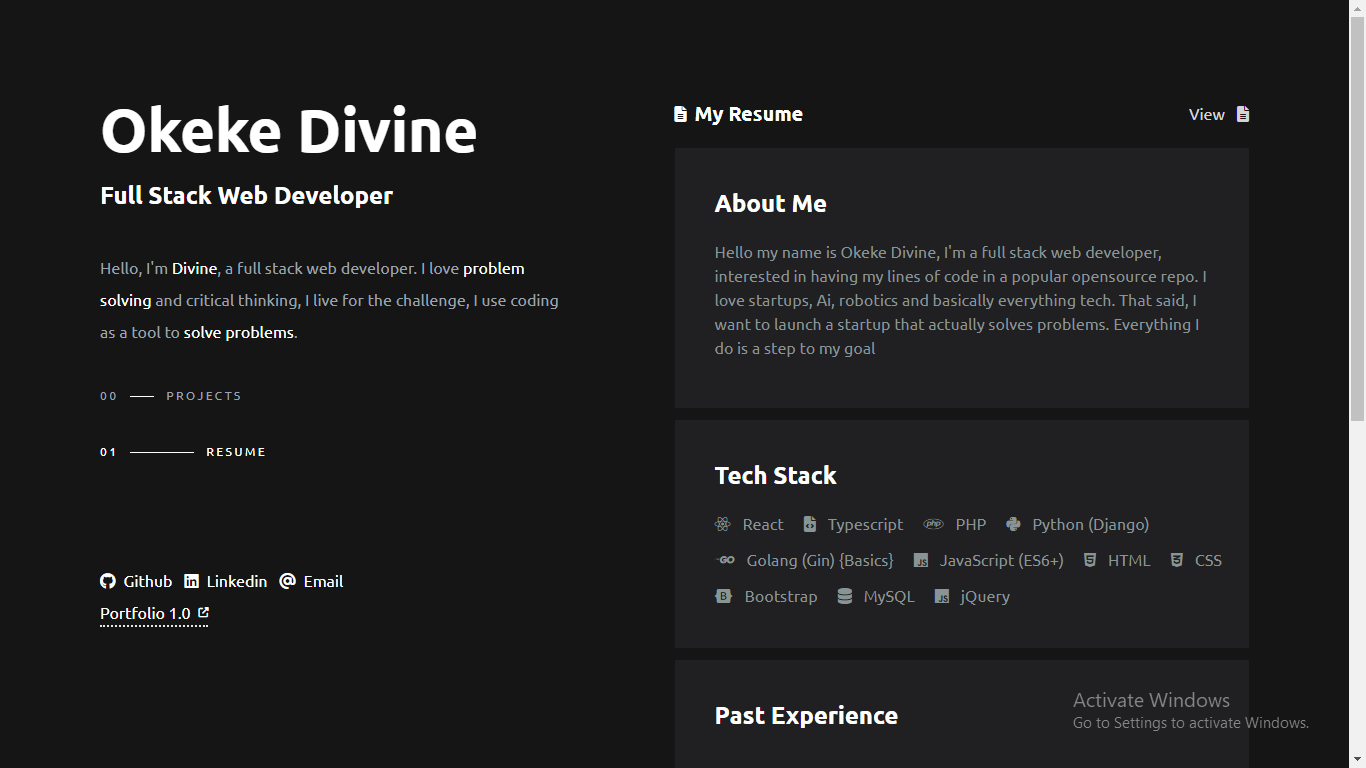 Okeke Divine
Full Stack Web Developer
Hello, I'm Divine, a full stack web developer. I love problem
solving and critical thinking, I live for the challenge, I use coding
as a tool to solve problems.
00 PROJECTS
01 RESUME
Github Linkedin Email
Portfolio 1.0
My Resume View
About Me
Hello my name is Okeke Divine, I'm a full stack web developer,
interested in having my lines of code in a popular opensource repo. I
love startups, Ai, robotics and basically everything tech. That said, I
want to launch a startup that actually solves problems. Everything I
do is a step to my goal
Tech Stack
React Typescript php PHP Python (Django)
GO Golang (Gin) {Basics} JS JavaScript (ES6+) HTML CSS
B Bootstrap MySQL JS jQuery
Past Experience
Activate Windows
Go to Settings to activate Windows.